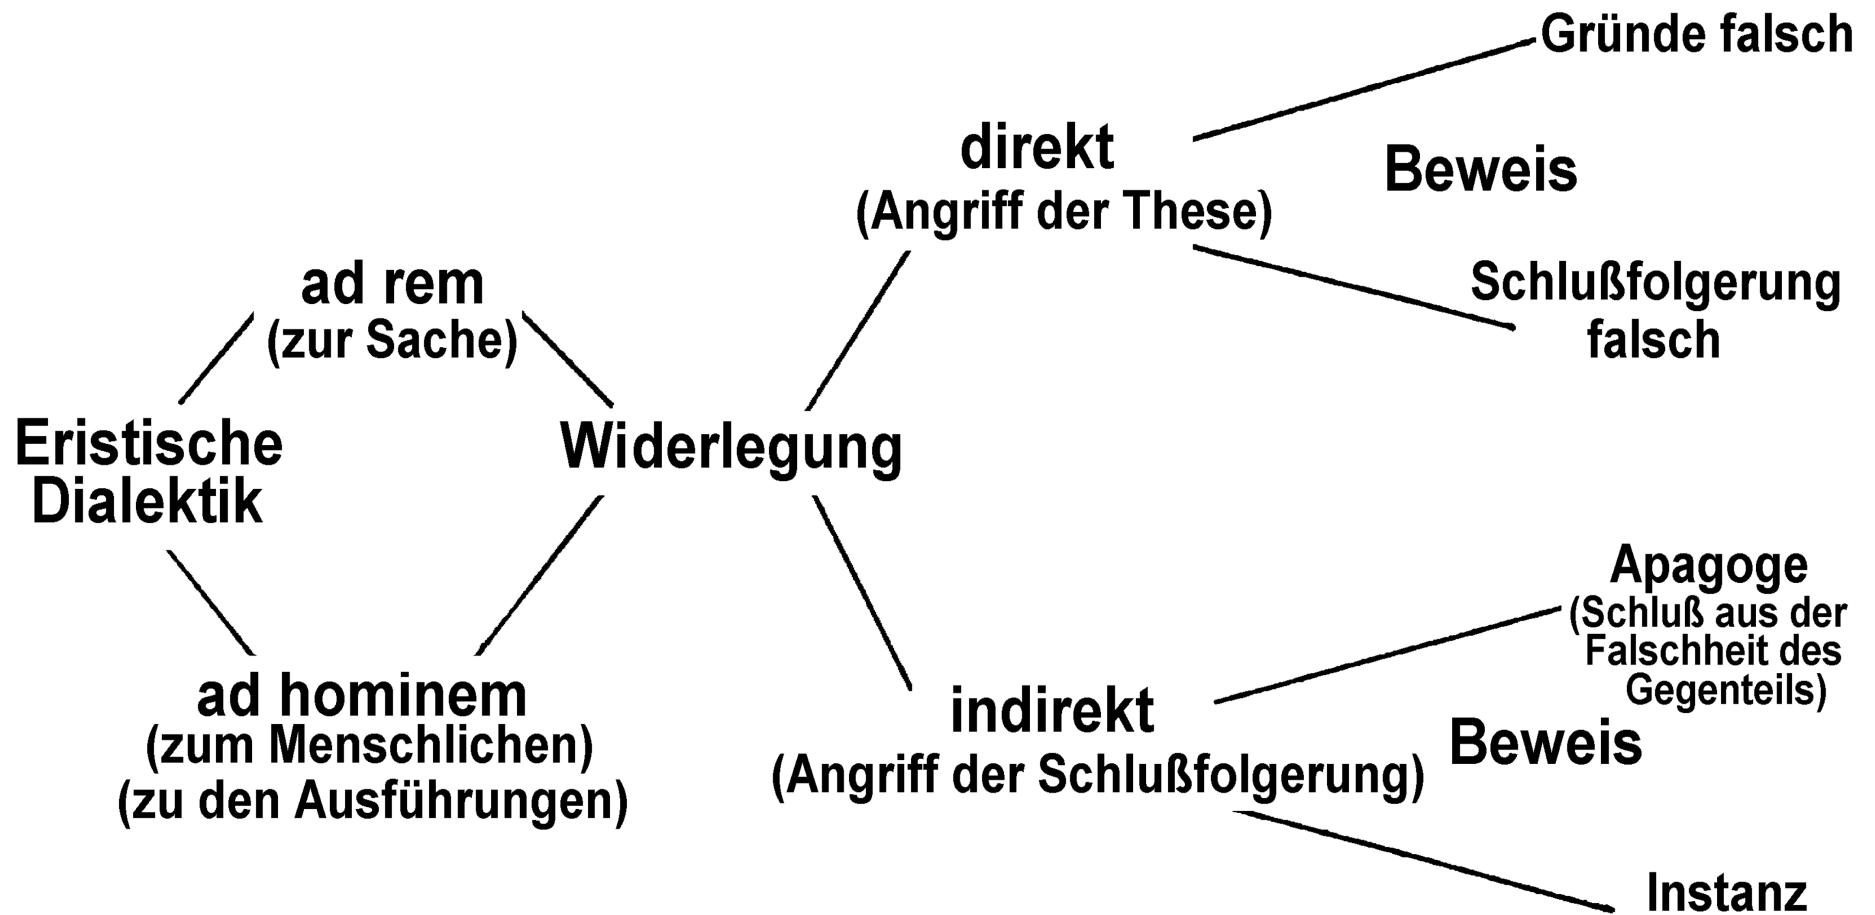 Gründe falsch
direkt
(Angriff der These)
Beweis
Schlußfolgerung
falsch
ad rem
(zur Sache)
Eristische
Dialektik
Widerlegung
ad hominem
(zum Menschlichen)
(zu den Ausführungen)
indirekt
(Angriff der Schlußfolgerung)
Apagoge
(Schluß aus der
Falschheit des
Gegenteils)
Beweis
Instanz